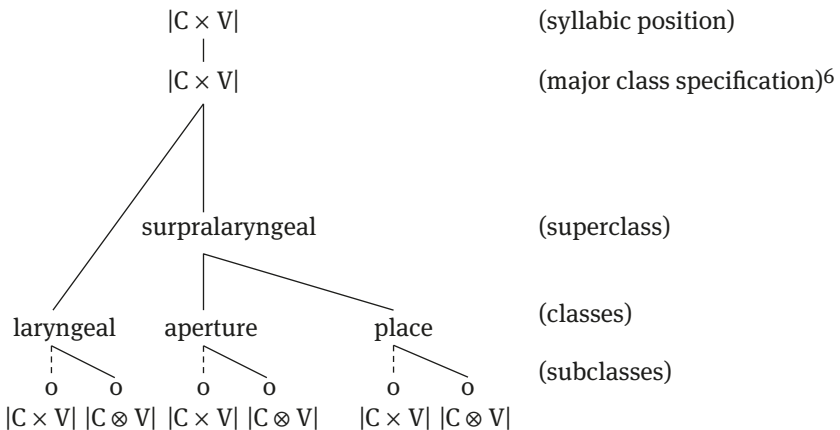 |C × V| (syllabic position)
|C × V| (major class specification)⁶
surpralaryngeal (superclass)
laryngeal aperture place (classes)
o o o o o o (subclasses)
|C × V| |C ⊗ V| |C × V| |C ⊗ V| |C × V| |C ⊗ V|